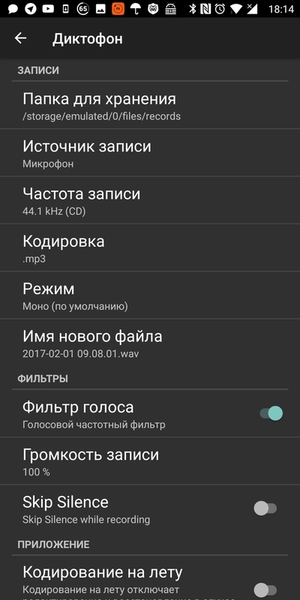 65
18:14
Диктофон
ЗАПИСИ
Папка для хранения
/storage/emulated/0/files/records
Источник записи
Микрофон
Частота записи
44.1 kHz (CD)
Кодировка
.mp3
Режим
Моно (по умолчанию)
Имя нового файла
2017-02-01 09.08.01.wav
ФИЛЬТРЫ
Фильтр голоса
Голосовой частотный фильтр
Громкость записи
100 %
Skip Silence
Skip Silence while recording
ПРИЛОЖЕНИЕ
Кодирование на лету
Кодирование на лету отключает